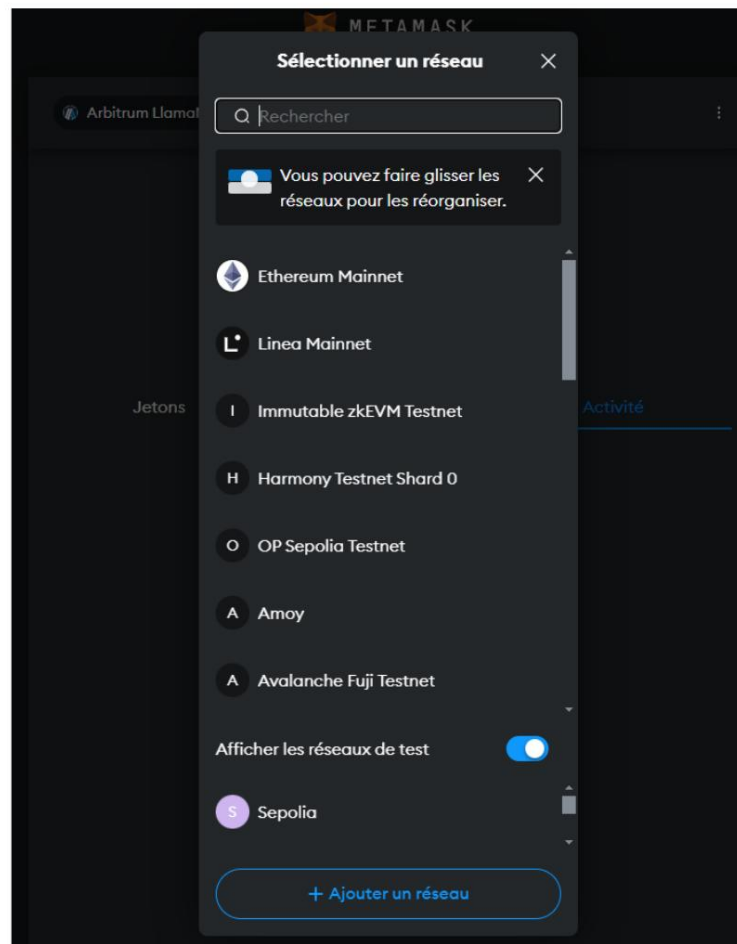 METAMASK
Sélectionner un réseau
Arbitrum Llama
Rechercher
Vous pouvez faire glisser les
réseaux pour les réorganiser.
Ethereum Mainnet
L Linea Mainnet
Jetons
Activité
I Immutable zkEVM Testnet
H Harmony Testnet Shard 0
O OP Sepolia Testnet
A Amoy
A Avalanche Fuji Testnet
Afficher les réseaux de test
S Sepolia
+ Ajouter un réseau